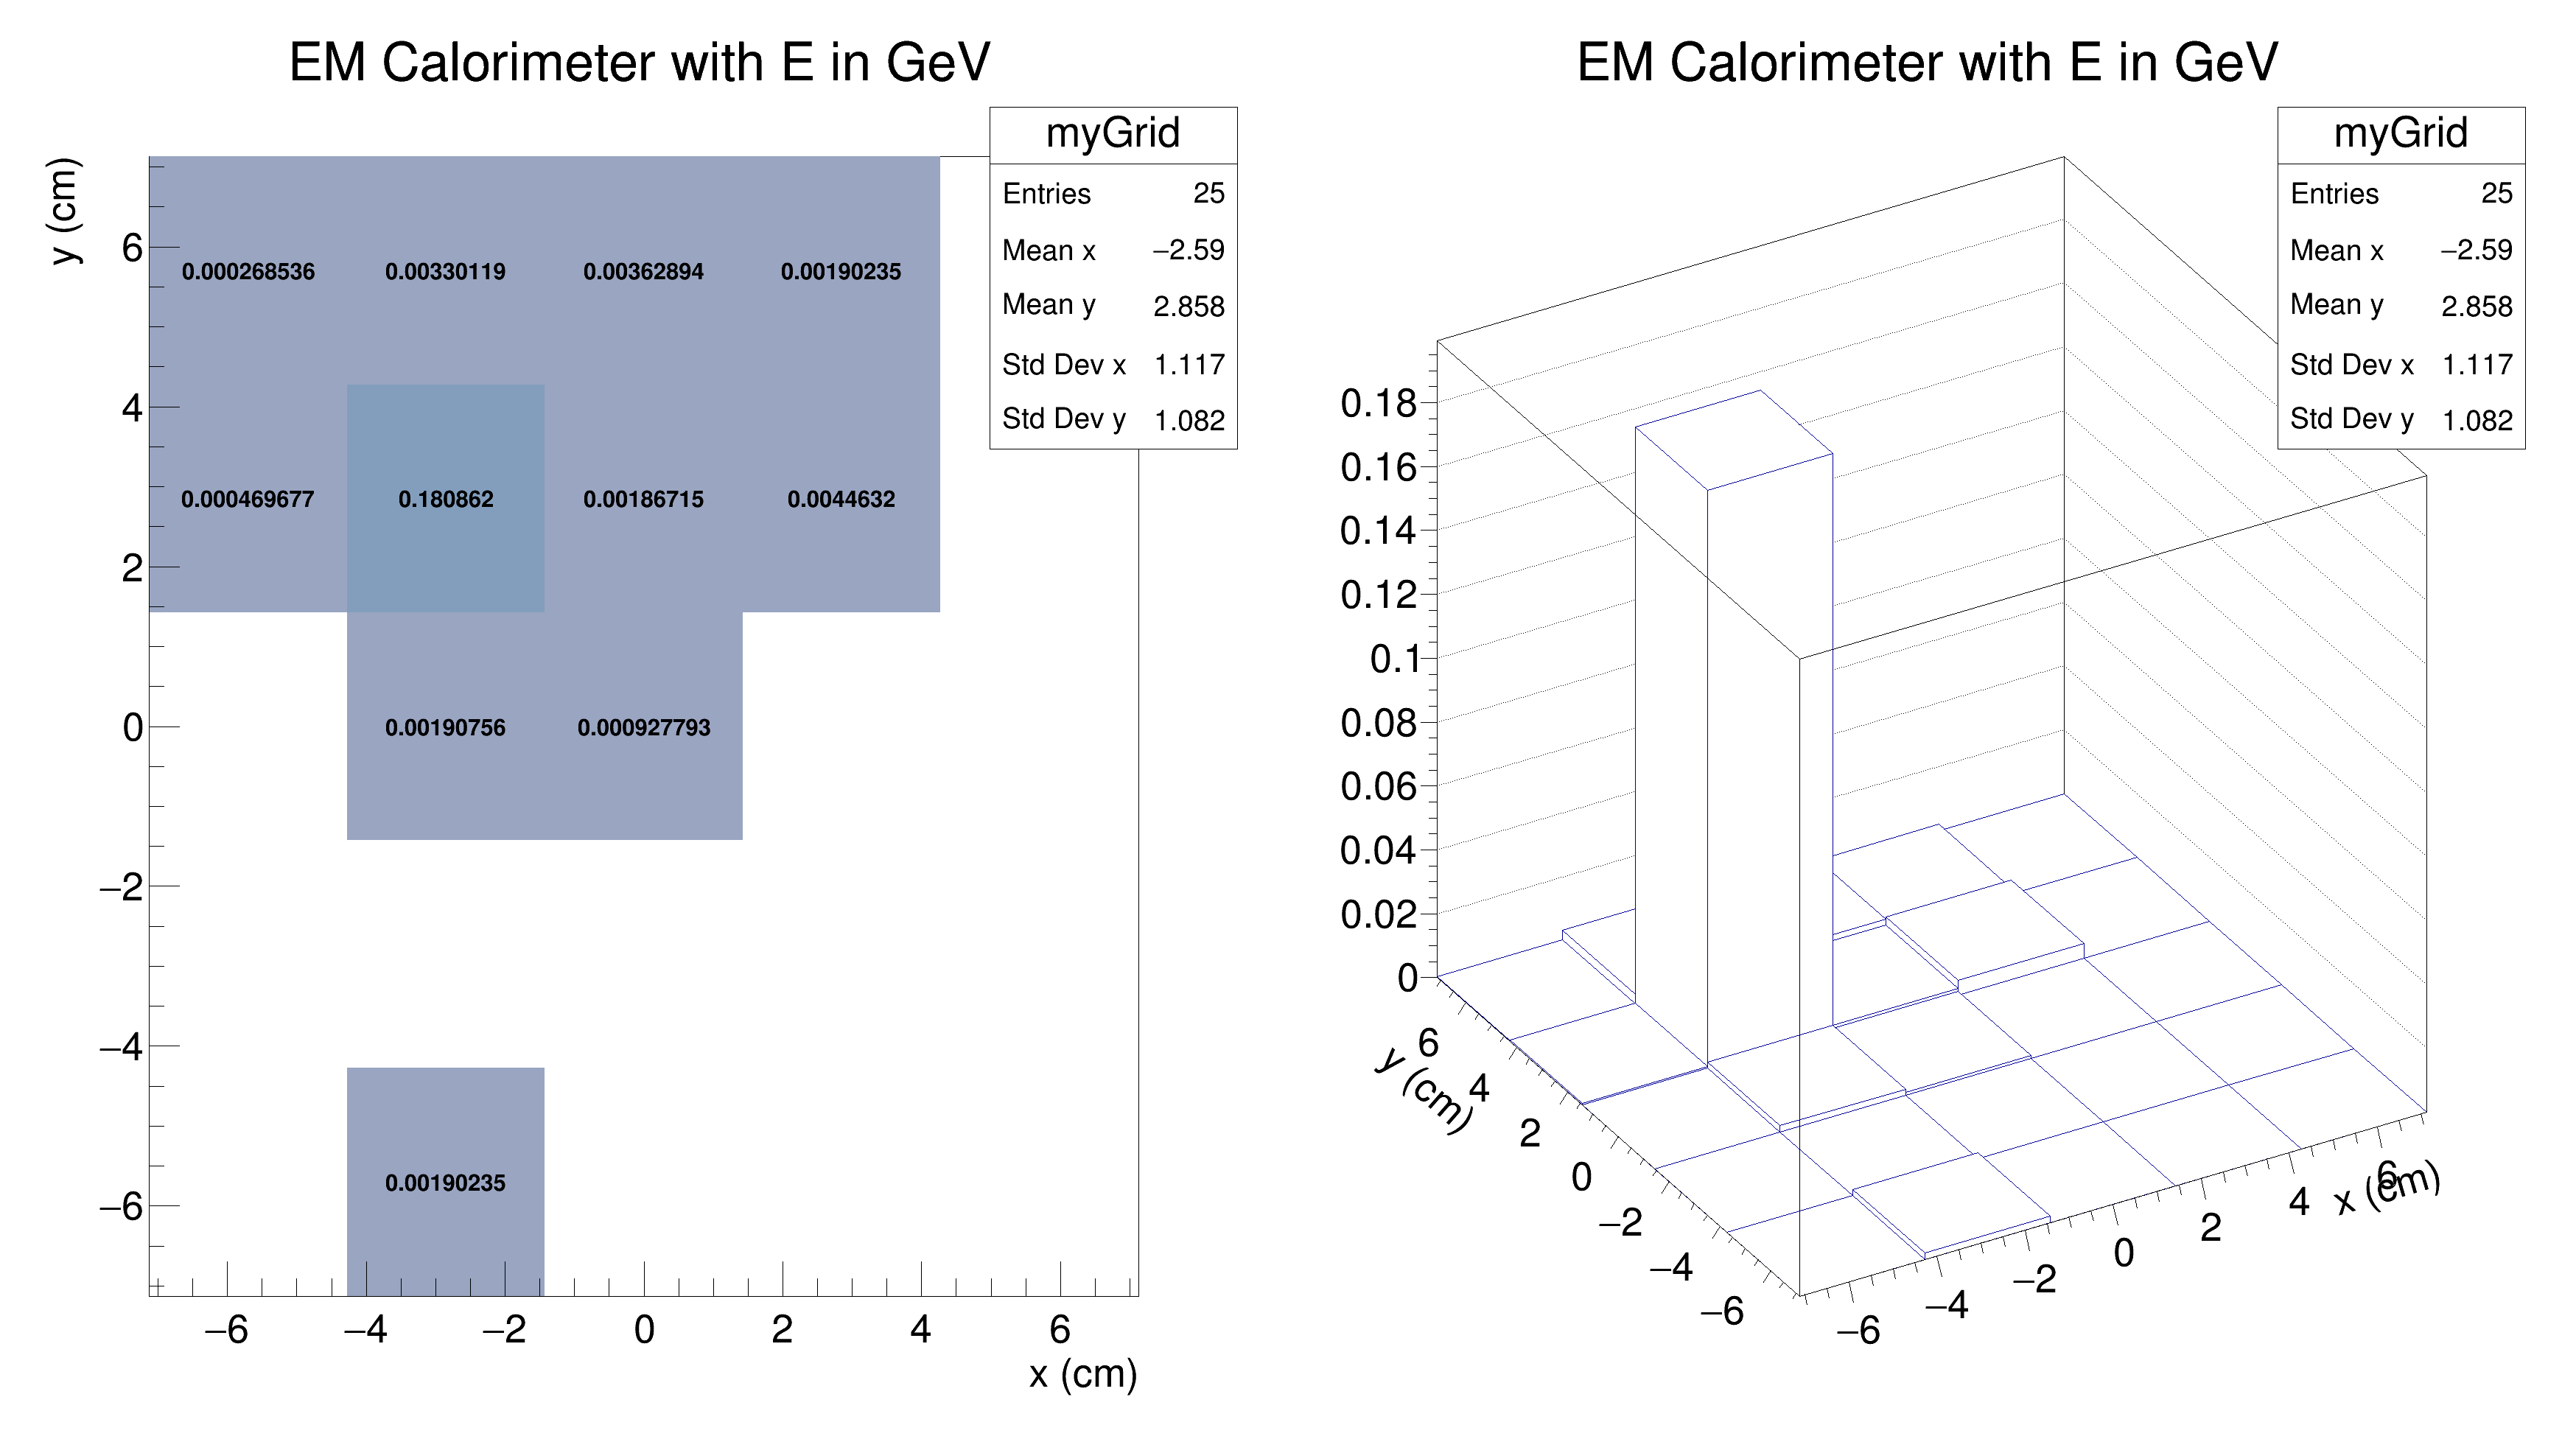 EM Calorimeter with E in GeV
myGrid
Entries 25
Mean x −2.59
Mean y 2.858
Std Dev x 1.117
Std Dev y 1.082
y (cm)
6
4
2
0
−2
−4
−6
0.000268536 0.00330119 0.00362894 0.00190235
0.000469677 0.180862 0.00186715 0.0044632
0.00190756 0.000927793
0.00190235
−6 −4 −2 0 2 4 6
x (cm)
EM Calorimeter with E in GeV
myGrid
Entries 25
Mean x −2.59
Mean y 2.858
Std Dev x 1.117
Std Dev y 1.082
0.18
0.16
0.14
0.12
0.1
0.08
0.06
0.04
0.02
0
y (cm)
6
4
2
0
−2
−4
−6
−6 −4 −2 0 2 4 6
x (cm)